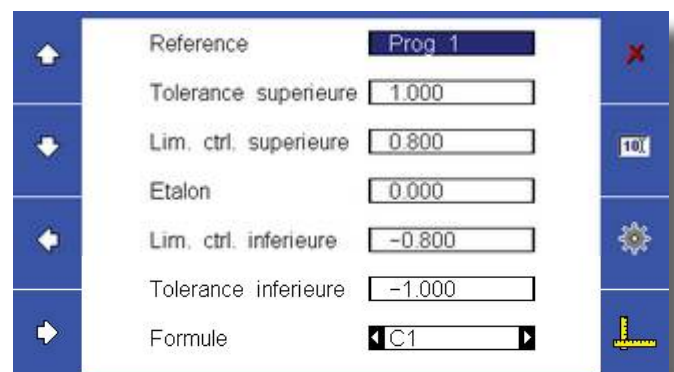 Reference Prog 1
Tolerance superieure 1.000
Lim. ctrl. superieure 0.800
Etalon 0.000
Lim. ctrl. inferieure -0.800
Tolerance inferieure -1.000
Formule C1